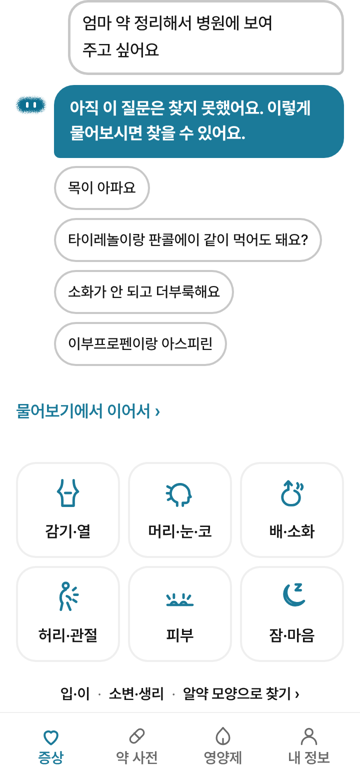 엄마 약 정리해서 병원에 보여
주고 싶어요
아직 이 질문은 찾지 못했어요. 이렇게
물어보시면 찾을 수 있어요.
목이 아파요
타이레놀이랑 판콜에이 같이 먹어도 돼요?
소화가 안 되고 더부룩해요
이부프로펜이랑 아스피린
물어보기에서 이어서 ›
감기·열 머리·눈·코 배·소화
허리·관절 피부 잠·마음
입·이 · 소변·생리 · 알약 모양으로 찾기 ›
증상 약 사전 영양제 내 정보